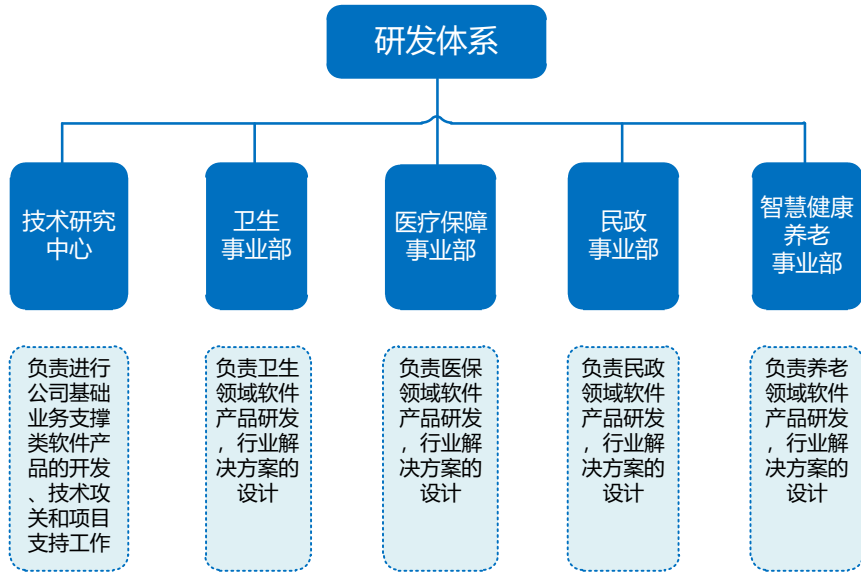 研发体系
技术研究
中心
卫生
事业部
医疗保障
事业部
民政
事业部
智慧健康
养老
事业部
负责进行
公司基础
业务支撑
类软件产
品的开发
、技术攻
关和项目
支持工作
负责卫生
领域软件
产品研发
，行业解
决方案的
设计
负责医保
领域软件
产品研发
，行业解
决方案的
设计
负责民政
领域软件
产品研发
，行业解
决方案的
设计
负责养老
领域软件
产品研发
，行业解
决方案的
设计